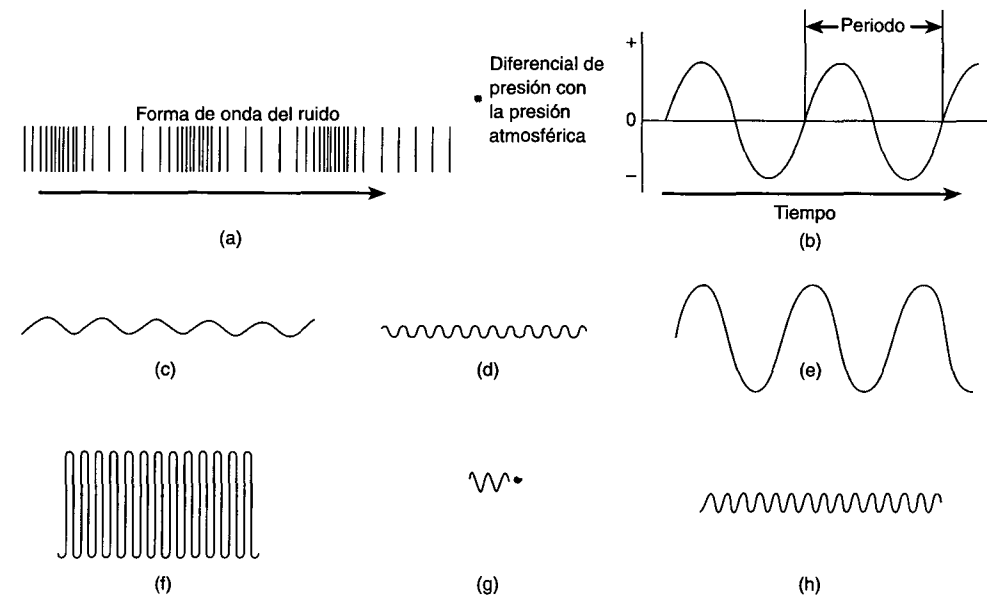 Forma de onda del ruido
(a)
Diferencial de
presión con
la presión
atmosférica
Periodo
+
0
–
Tiempo
(b)
(c)
(d)
(e)
(f)
(g)
(h)